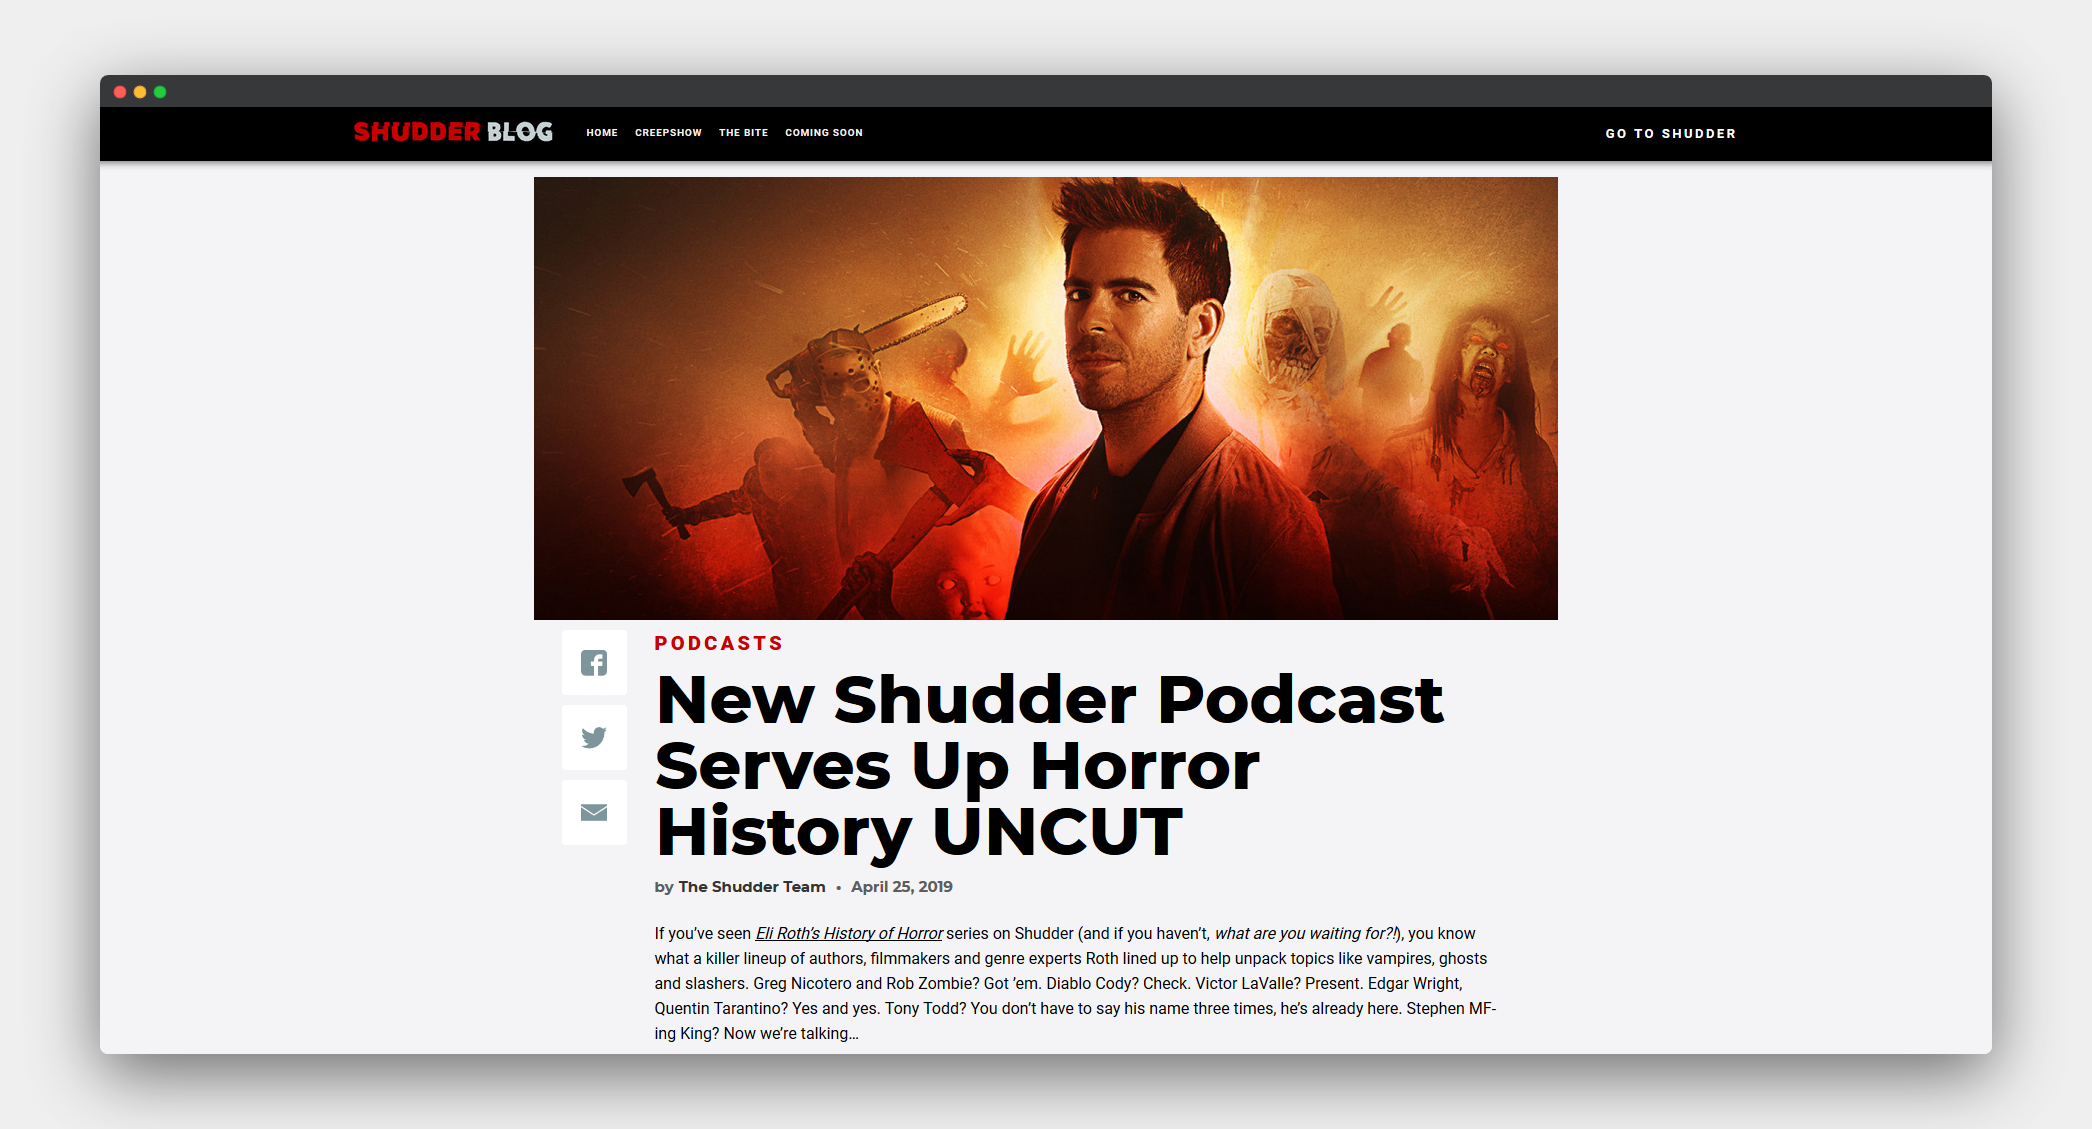 SHUDDER BLOG HOME CREEPSHOW THE BITE COMING SOON GO TO SHUDDER
PODCASTS
New Shudder Podcast
Serves Up Horror
History UNCUT
by The Shudder Team • April 25, 2019
If you’ve seen Eli Roth’s History of Horror series on Shudder (and if you haven’t, what are you waiting for?!), you know
what a killer lineup of authors, filmmakers and genre experts Roth lined up to help unpack topics like vampires, ghosts
and slashers. Greg Nicotero and Rob Zombie? Got ’em. Diablo Cody? Check. Victor LaValle? Present. Edgar Wright,
Quentin Tarantino? Yes and yes. Tony Todd? You don’t have to say his name three times, he’s already here. Stephen MF-
ing King? Now we’re talking…